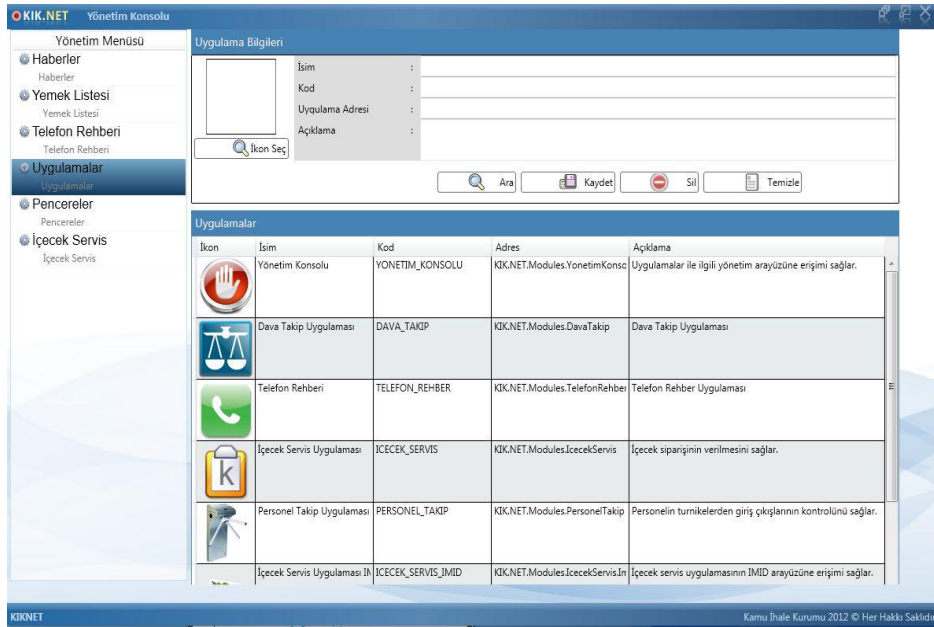 KIK.NET Yönetim Konsolu
Yönetim Menüsü
Haberler
Haberler
Yemek Listesi
Yemek Listesi
Telefon Rehberi
Telefon Rehberi
Uygulamalar
Uygulamalar
Pencereler
Pencereler
İçecek Servis
İçecek Servis
Uygulama Bilgileri
İsim :
Kod :
Uygulama Adresi :
Açıklama :
İkon Seç
Ara Kaydet Sil Temizle
Uygulamalar
İkon İsim Kod Adres Açıklama
Yönetim Konsolu YONETIM_KONSOLU KIK.NET.Modules.YonetimKonso Uygulamalar ile ilgili yönetim arayüzüne erişimi sağlar.
Dava Takip Uygulaması DAVA_TAKIP KIK.NET.Modules.DavaTakip Dava Takip Uygulaması
Telefon Rehberi TELEFON_REHBER KIK.NET.Modules.TelefonRehber Telefon Rehber Uygulaması
İçecek Servis Uygulaması ICECEK_SERVIS KIK.NET.Modules.IcecekServis İçecek siparişinin verilmesini sağlar.
k
Personel Takip Uygulaması PERSONEL_TAKIP KIK.NET.Modules.PersonelTakip Personelin turnikelerden giriş çıkışlarının kontrolünü sağlar.
İçecek Servis Uygulaması IM ICECEK_SERVIS_IMID KIK.NET.Modules.IcecekServis.Im İçecek servis uygulamasının IMID arayüzüne erişimi sağlar.
KIKNET
Kamu İhale Kurumu 2012 © Her Hakkı Saklıdır